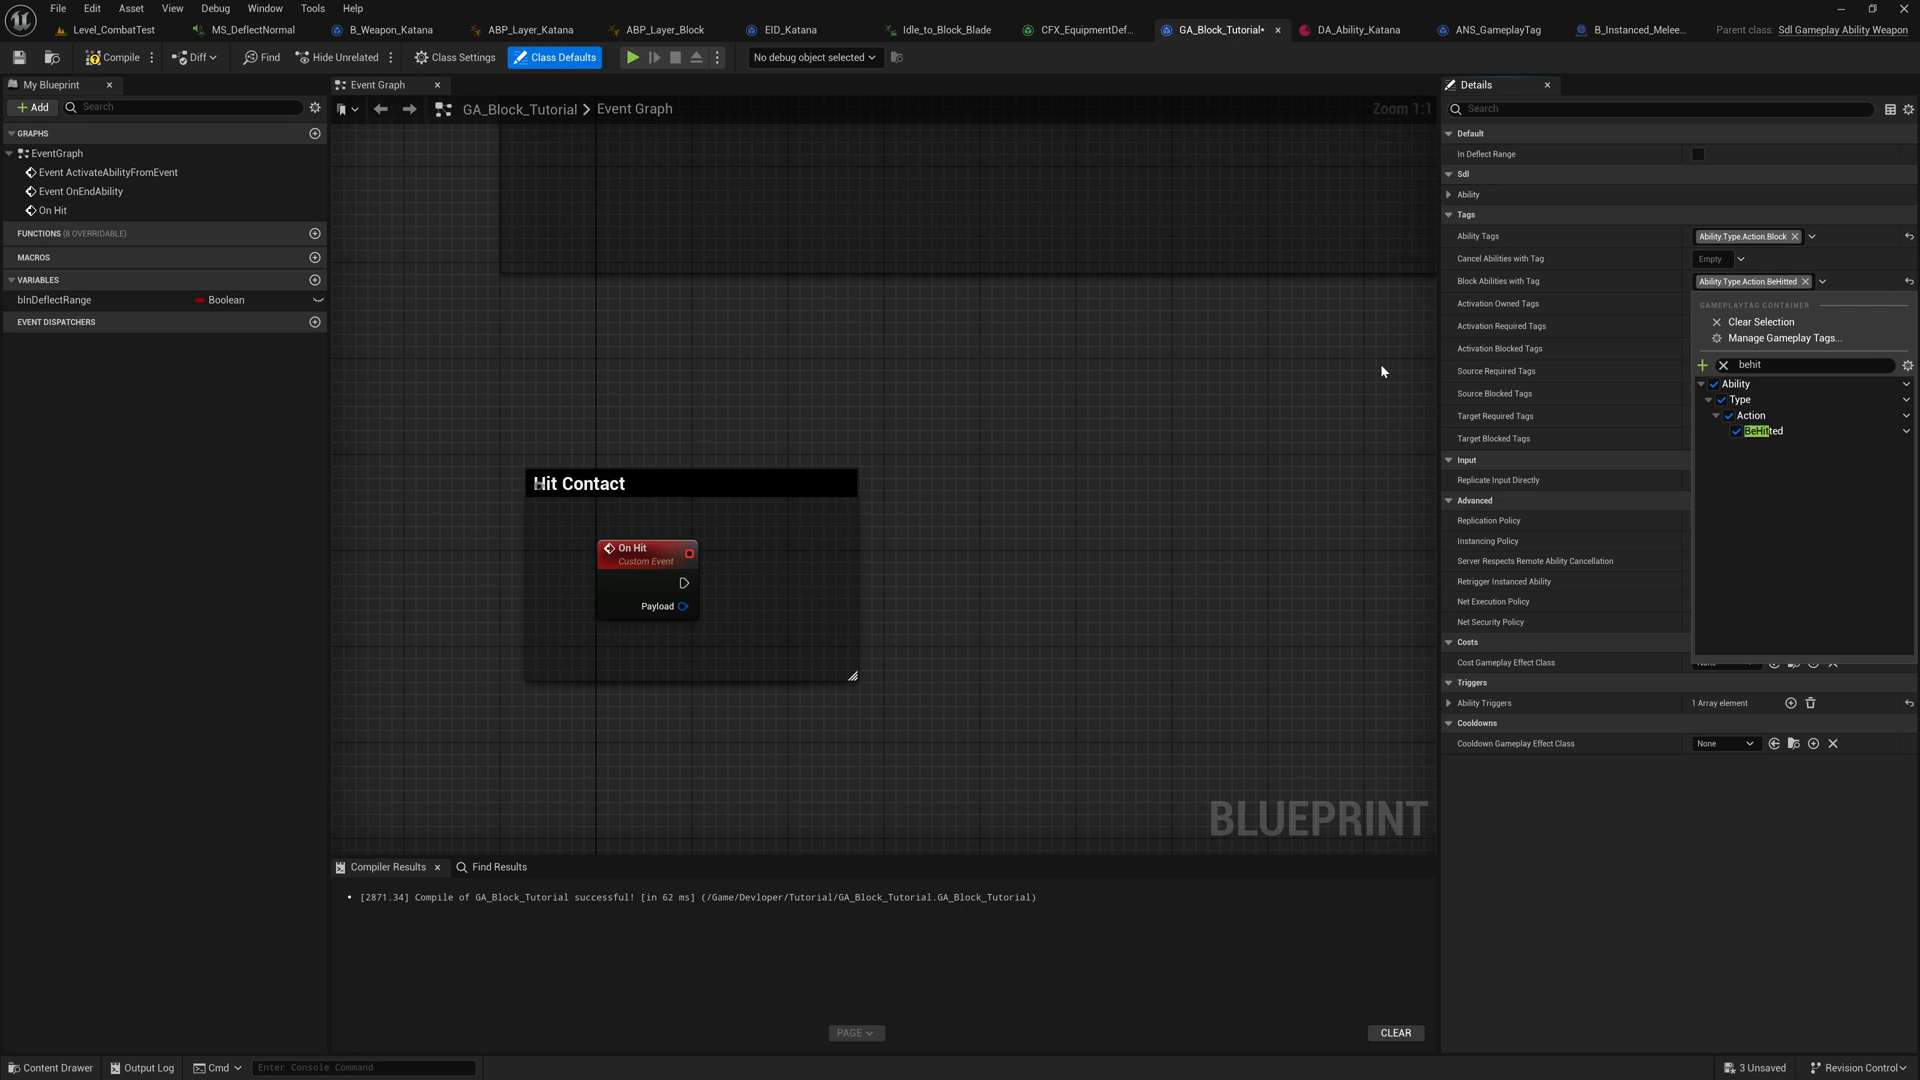 File Edit Asset View Debug Window Tools Help
Level_CombatTest MS_DeflectNormal B_Weapon_Katana ABP_Layer_Katana ABP_Layer_Block EID_Katana Idle_to_Block_Blade CFX_EquipmentDef... GA_Block_Tutorial* DA_Ability_Katana ANS_GameplayTag B_Instanced_Melee... Parent class: Sdl Gameplay Ability Weapon
Compile Diff Find Hide Unrelated Class Settings Class Defaults No debug object selected
My Blueprint
Add Search
GRAPHS
EventGraph
Event ActivateAbilityFromEvent
Event OnEndAbility
On Hit
FUNCTIONS (8 OVERRIDABLE)
MACROS
VARIABLES
bInDeflectRange Boolean
EVENT DISPATCHERS
Event Graph
GA_Block_Tutorial > Event Graph Zoom 1:1
Hit Contact
On Hit
Custom Event
Payload
BLUEPRINT
Compiler Results Find Results
• [2871.34] Compile of GA_Block_Tutorial successful! [in 62 ms] (/Game/Devloper/Tutorial/GA_Block_Tutorial.GA_Block_Tutorial)
PAGE CLEAR
Details
Search
Default
In Deflect Range
Sdl
Ability
Tags
Ability Tags Ability.Type.Action.Block
Cancel Abilities with Tag Empty
Block Abilities with Tag Ability.Type.Action.BeHitted
Activation Owned Tags
Activation Required Tags
Activation Blocked Tags
Source Required Tags
Source Blocked Tags
Target Required Tags
Target Blocked Tags
Input
Replicate Input Directly
Advanced
Replication Policy
Instancing Policy
Server Respects Remote Ability Cancellation
Retrigger Instanced Ability
Net Execution Policy
Net Security Policy
Costs
Cost Gameplay Effect Class
Triggers
Ability Triggers 1 Array element
Cooldowns
Cooldown Gameplay Effect Class None
GAMEPLAYTAG CONTAINER
Clear Selection
Manage Gameplay Tags...
behit
Ability
Type
Action
BeHitted
Content Drawer Output Log Cmd Enter Console Command 3 Unsaved Revision Control